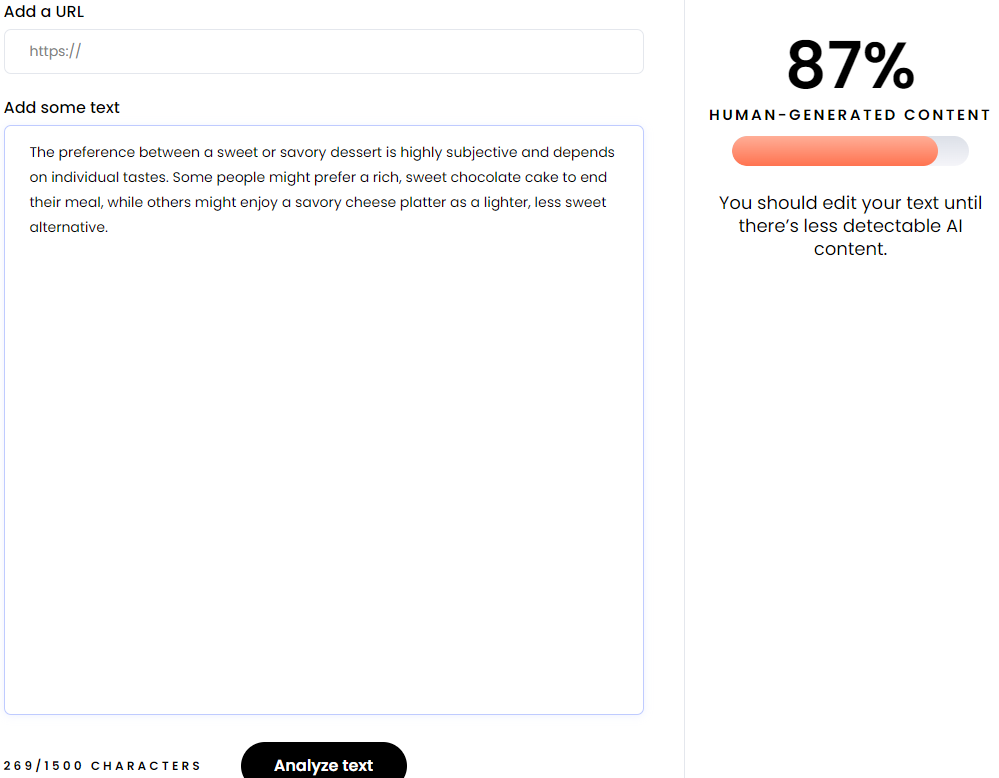 Add a URL
https://
Add some text
The preference between a sweet or savory dessert is highly subjective and depends
on individual tastes. Some people might prefer a rich, sweet chocolate cake to end
their meal, while others might enjoy a savory cheese platter as a lighter, less sweet
alternative.
269/1500 CHARACTERS
Analyze text
87%
HUMAN-GENERATED CONTENT
You should edit your text until
there’s less detectable AI
content.